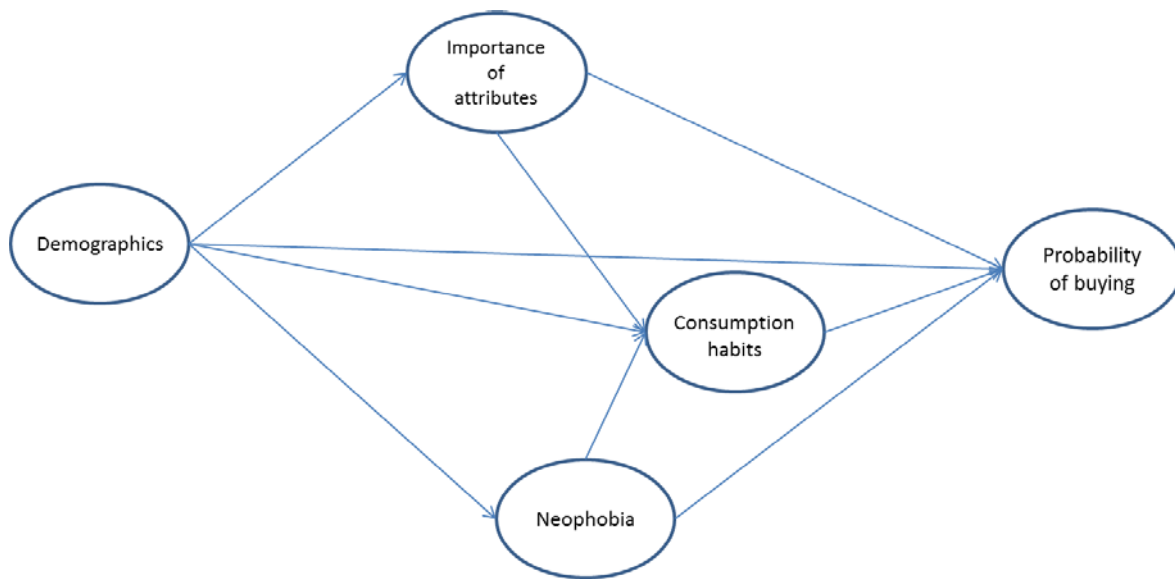 Importance
of
attributes
Demographics
Probability
of buying
Consumption
habits
Neophobia